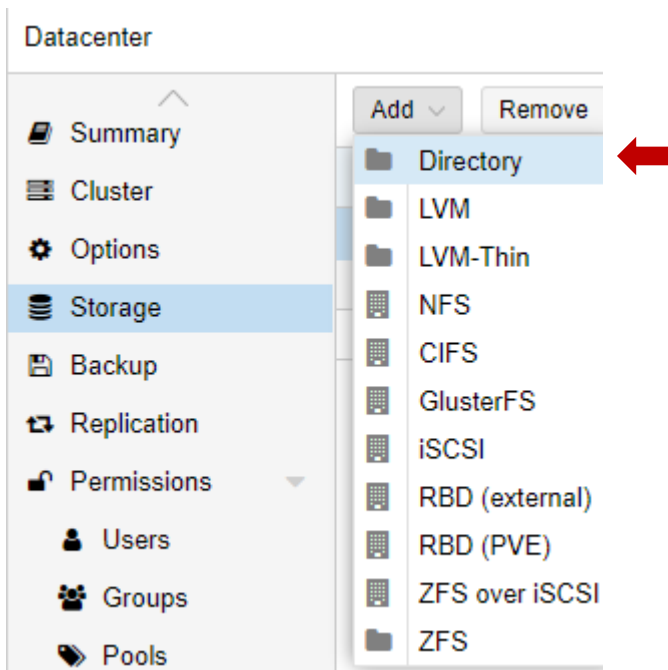 Datacenter
Summary
Cluster
Options
Storage
Backup
Replication
Permissions
Users
Groups
Pools
Add
Remove
Directory
LVM
LVM-Thin
NFS
CIFS
GlusterFS
iSCSI
RBD (external)
RBD (PVE)
ZFS over iSCSI
ZFS